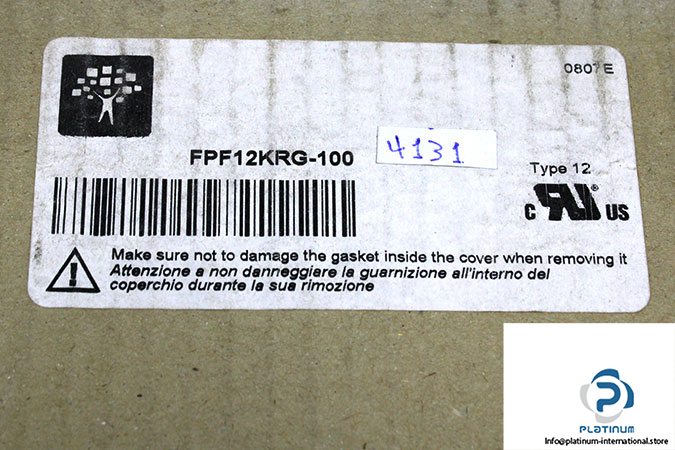 0807E
FPF12KRG-100
4131
Type 12
c RU® US
Make sure not to damage the gasket inside the cover when removing it
Attenzione a non danneggiare la guarnizione all'interno del
coperchio durante la sua rimozione
PLATINUM
Info@platinum-international.store